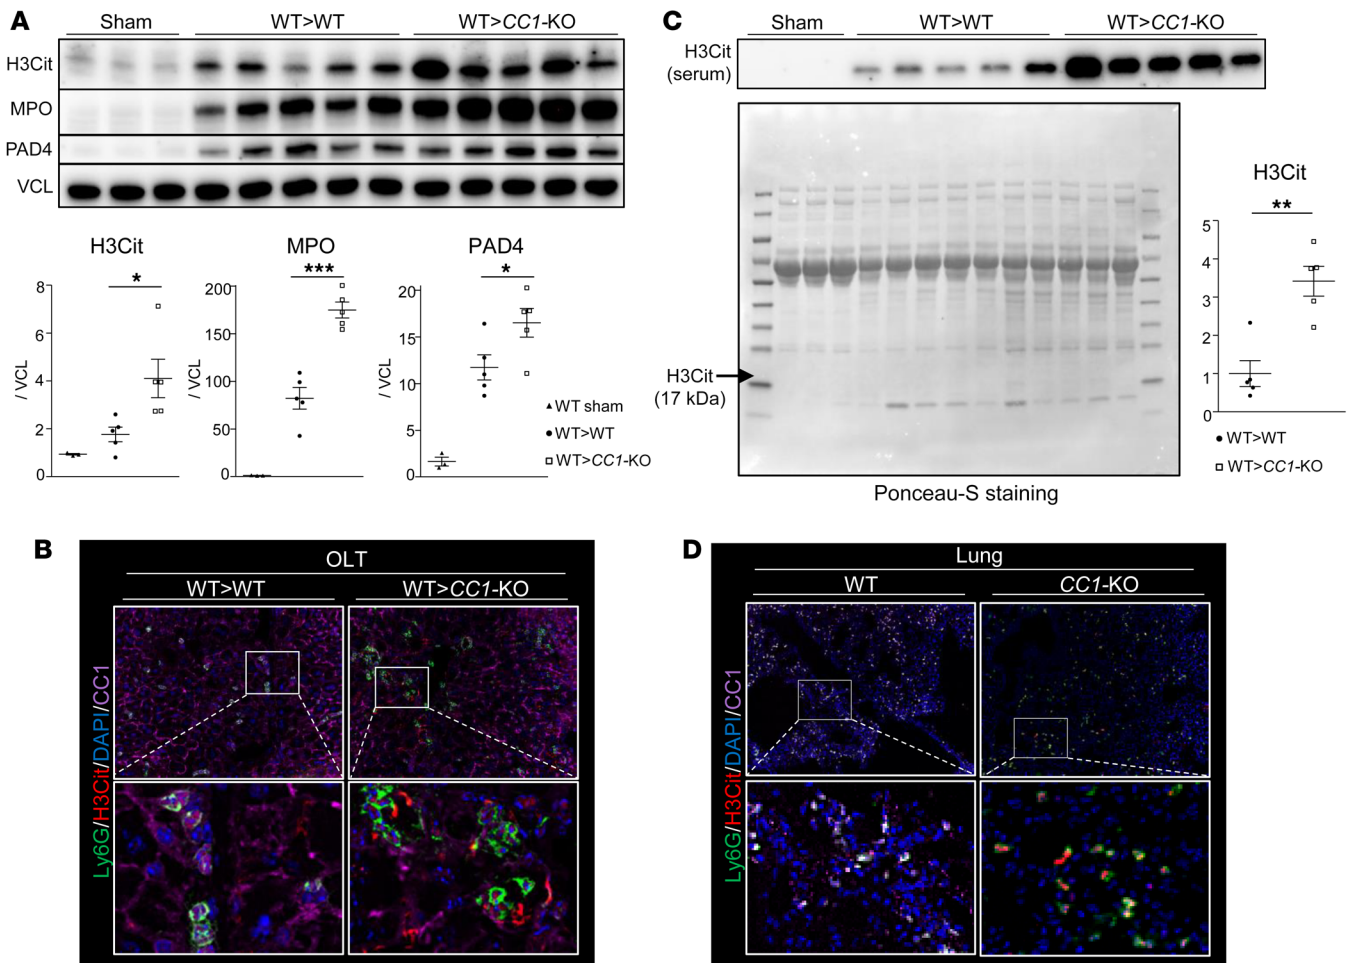 A
Sham
WT>WT
WT>CC1-KO
H3Cit
MPO
PAD4
VCL
H3Cit
MPO
PAD4
*
***
*
8
6
4
2
0
/ VCL
200
150
100
50
0
/ VCL
20
15
10
5
0
/ VCL
WT sham
WT>WT
WT>CC1-KO
C
Sham
WT>WT
WT>CC1-KO
H3Cit
(serum)
H3Cit
(17 kDa)
Ponceau-S staining
H3Cit
**
5
4
3
2
1
0
WT>WT
WT>CC1-KO
B
OLT
WT>WT
WT>CC1-KO
Ly6G/H3Cit/DAPI/CC1
D
Lung
WT
CC1-KO
Ly6G/H3Cit/DAPI/CC1